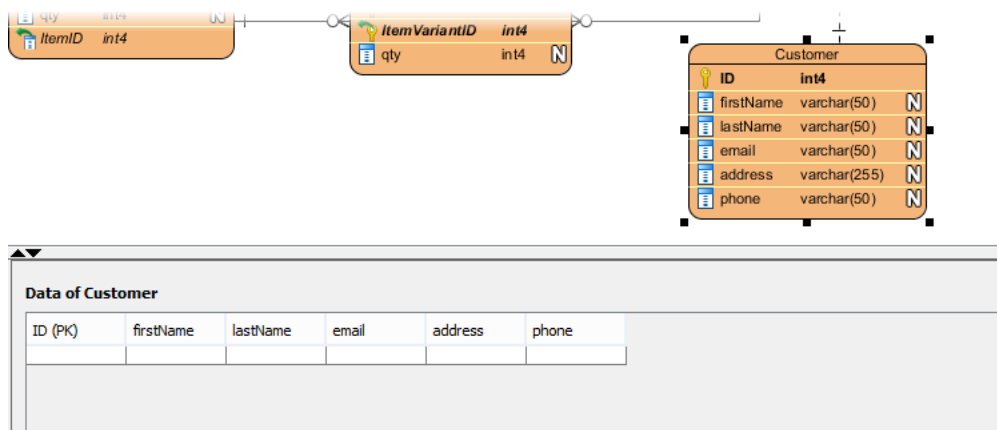 qty int4 N
ItemID int4
ItemVariantID int4
qty int4 N
Customer
ID int4
firstName varchar(50) N
lastName varchar(50) N
email varchar(50) N
address varchar(255) N
phone varchar(50) N
Data of Customer
ID (PK) firstName lastName email address phone